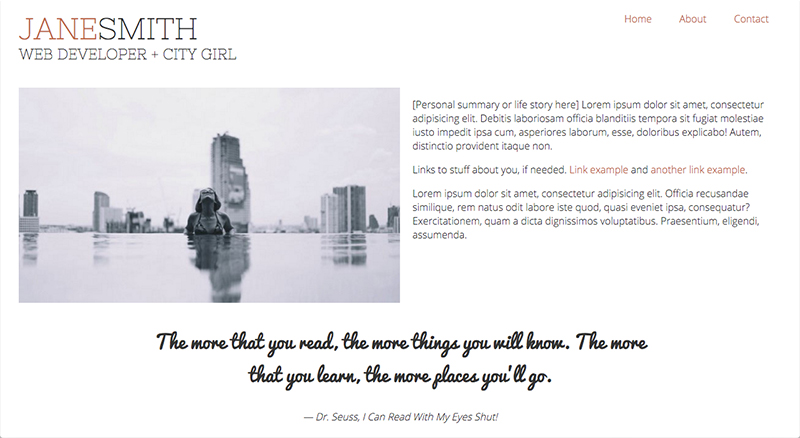 JANESMITH
WEB DEVELOPER + CITY GIRL
Home About Contact
[Personal summary or life story here] Lorem ipsum dolor sit amet, consectetur
adipisicing elit. Debitis laboriosam officia blanditiis tempora sit fugiat molestiae
iusto impedit ipsa cum, asperiores laborum, esse, doloribus explicabo! Autem,
distinctio provident itaque non.
Links to stuff about you, if needed. Link example and another link example.
Lorem ipsum dolor sit amet, consectetur adipisicing elit. Officia recusandae
similique, rem natus odit labore iste quod, quasi eveniet ipsa, consequatur?
Exercitationem, quam a dicta dignissimos voluptatibus. Praesentium, eligendi,
assumenda.
The more that you read, the more things you will know. The more
that you learn, the more places you'll go.
— Dr. Seuss, I Can Read With My Eyes Shut!